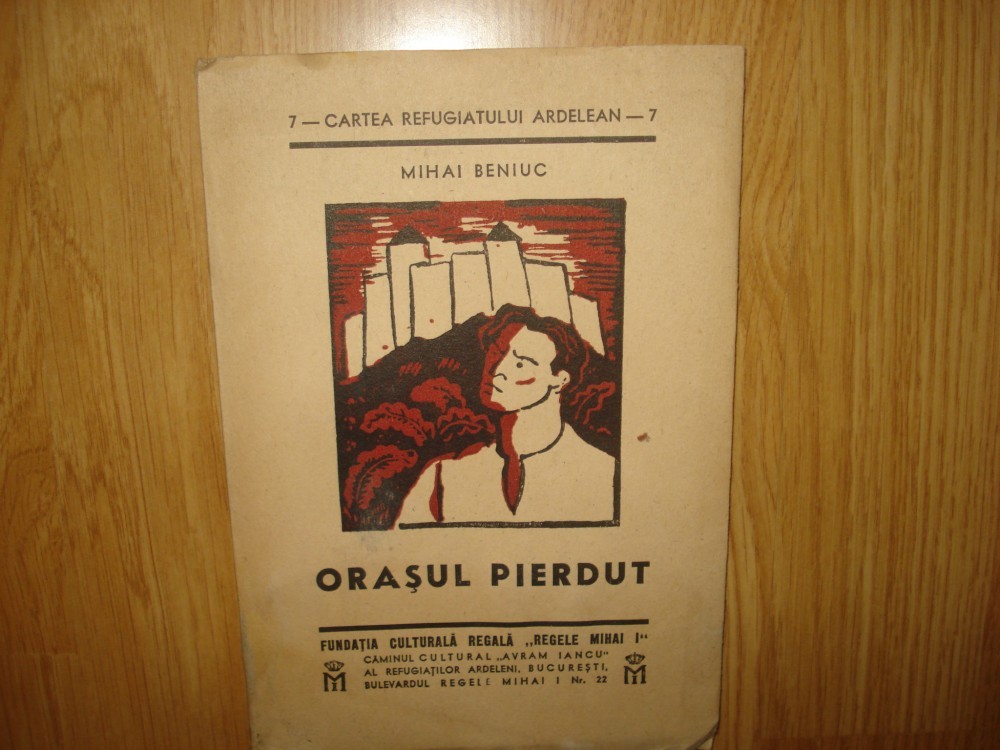 7 — CARTEA REFUGIATULUI ARDELEAN — 7
MIHAI BENIUC
ORAȘUL PIERDUT
FUNDAȚIA CULTURALĂ REGALĂ „REGELE MIHAI I“
CĂMINUL CULTURAL „AVRAM IANCU“
AL REFUGIAȚILOR ARDELENI, BUCUREȘTI,
BULEVARDUL REGELE MIHAI I Nr. 22